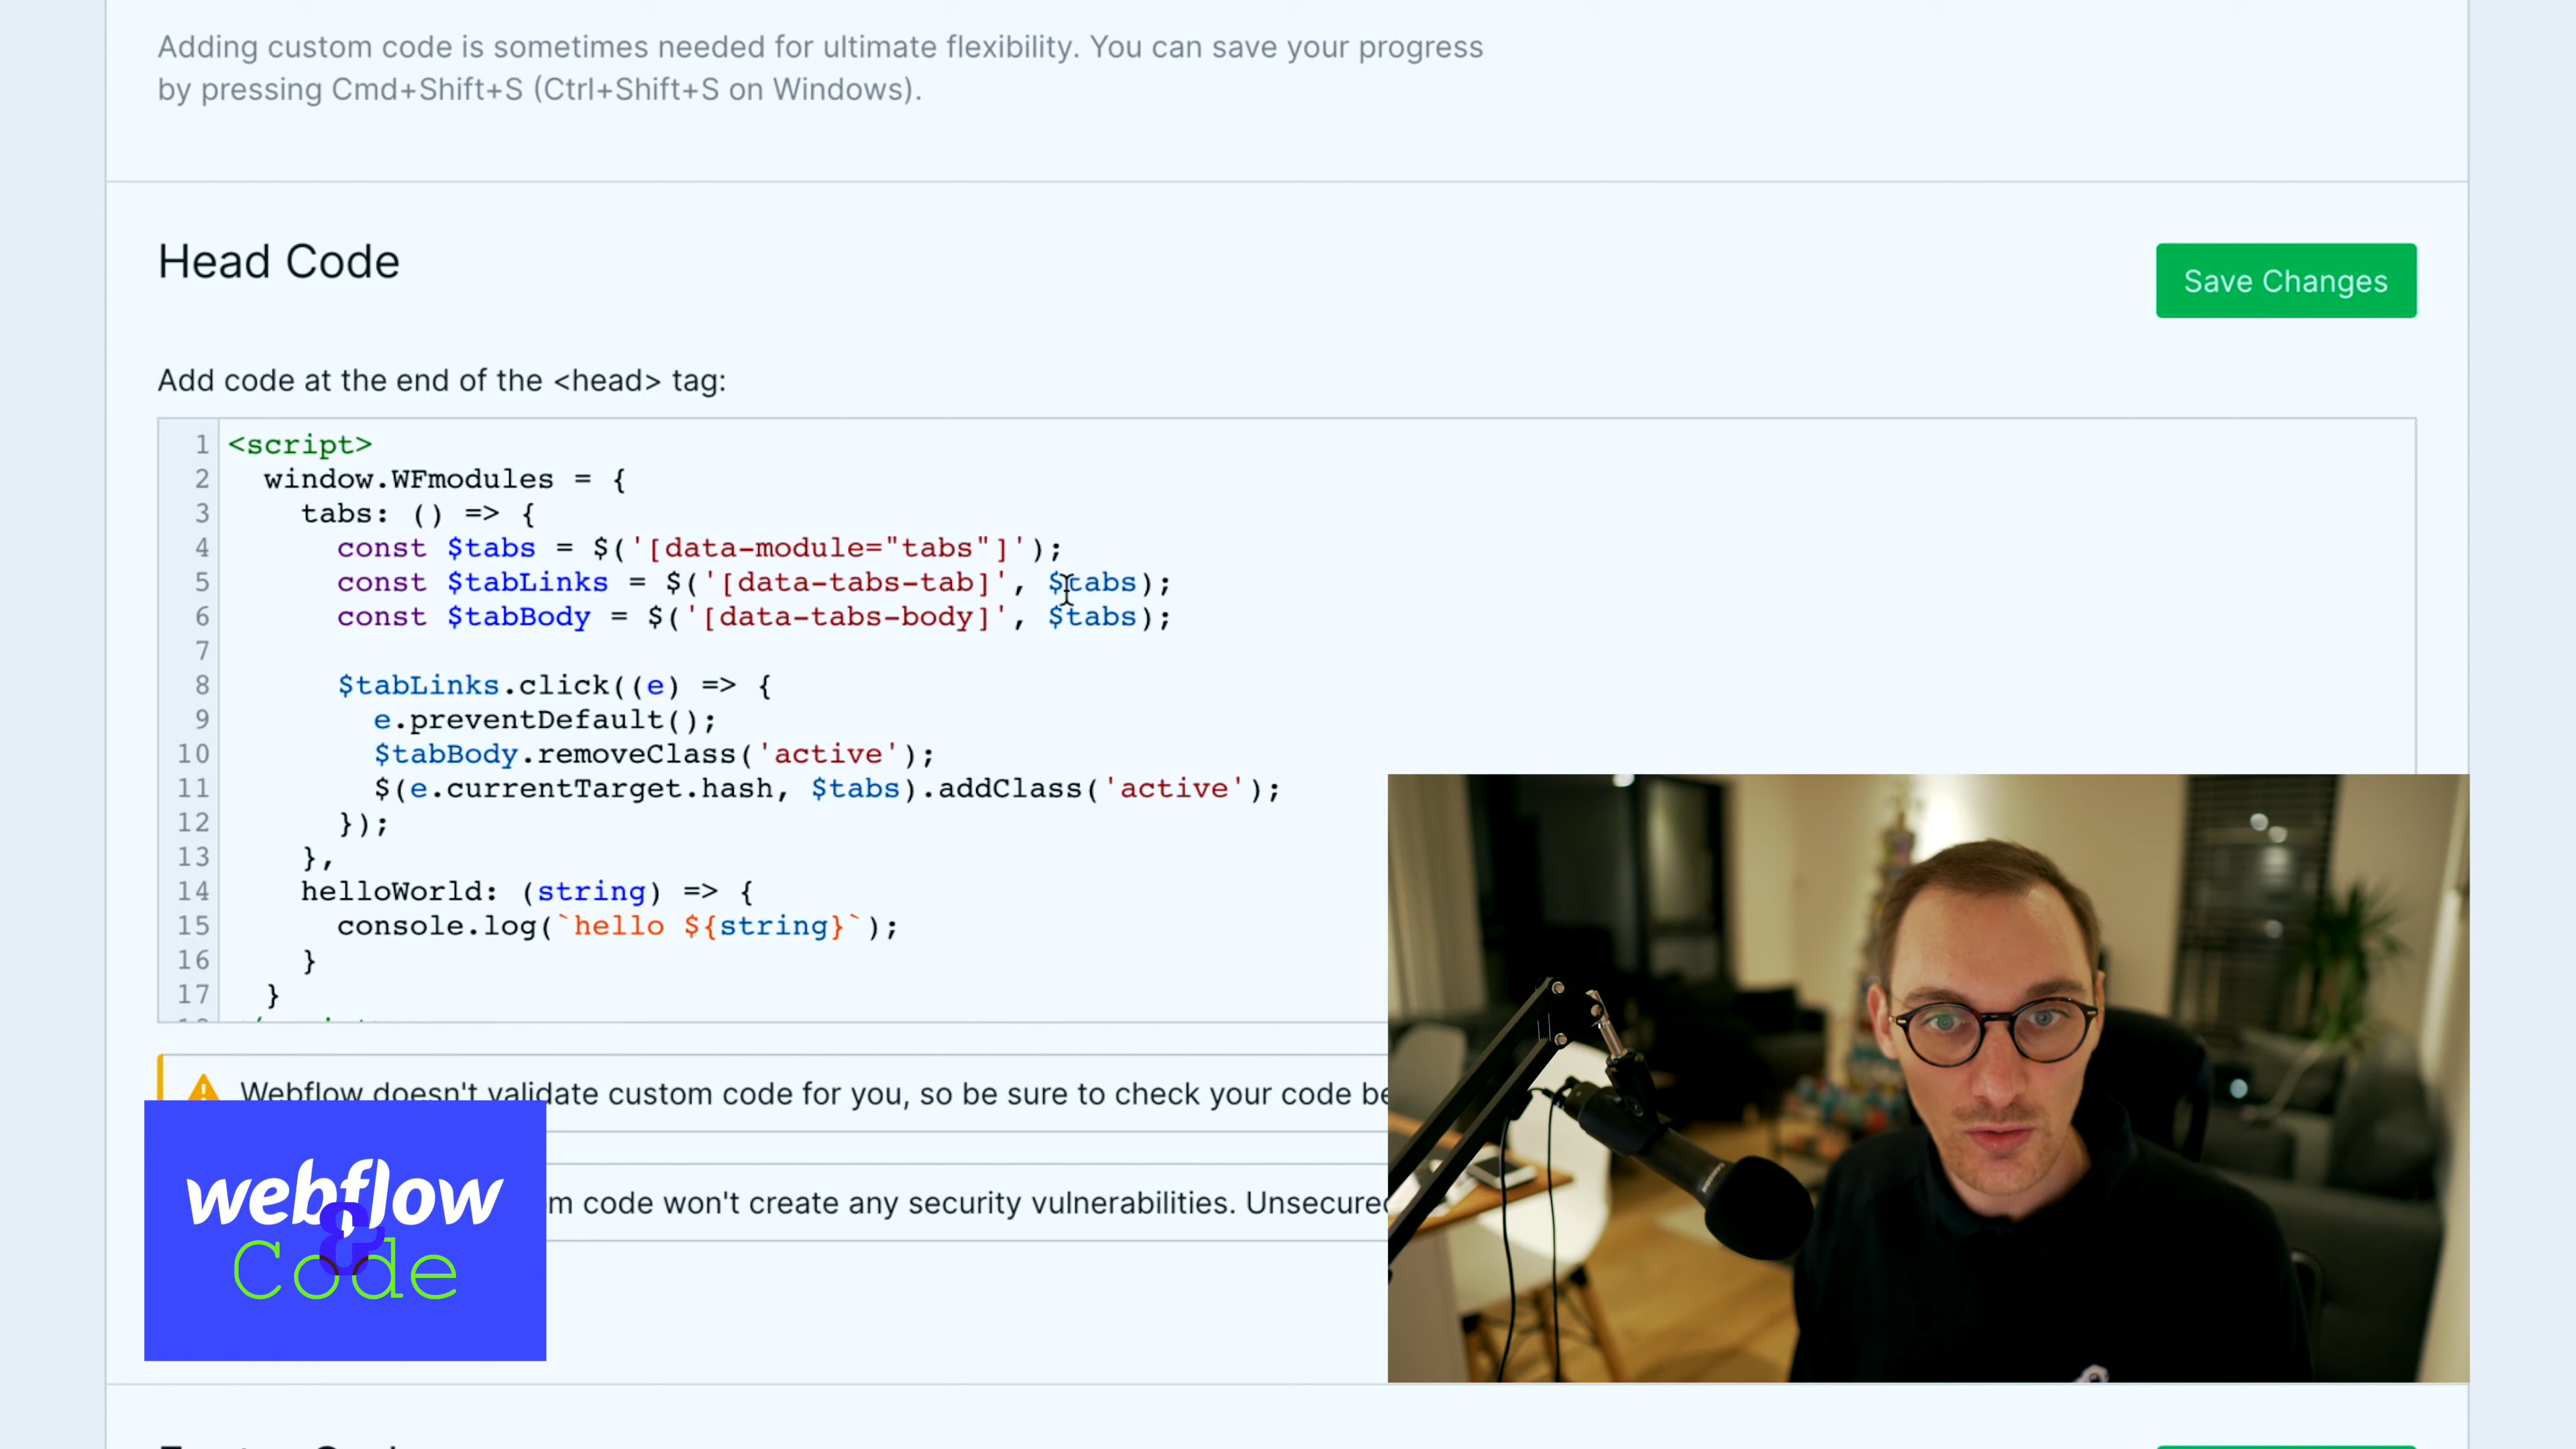 Adding custom code is sometimes needed for ultimate flexibility. You can save your progress
by pressing Cmd+Shift+S (Ctrl+Shift+S on Windows).
Head Code
Save Changes
Add code at the end of the <head> tag:
1 <script>
2 window.WFmodules = {
3 tabs: () => {
4 const $tabs = $('[data-module="tabs"]');
5 const $tabLinks = $('[data-tabs-tab]', $tabs);
6 const $tabBody = $('[data-tabs-body]', $tabs);
7
8 $tabLinks.click((e) => {
9 e.preventDefault();
10 $tabBody.removeClass('active');
11 $(e.currentTarget.hash, $tabs).addClass('active');
12 });
13 },
14 helloWorld: (string) => {
15 console.log(`hello ${string}`);
16 }
17 }
Webflow doesn't validate custom code for you, so be sure to check your code be
m code won't create any security vulnerabilities. Unsecured
webflow
&
Code